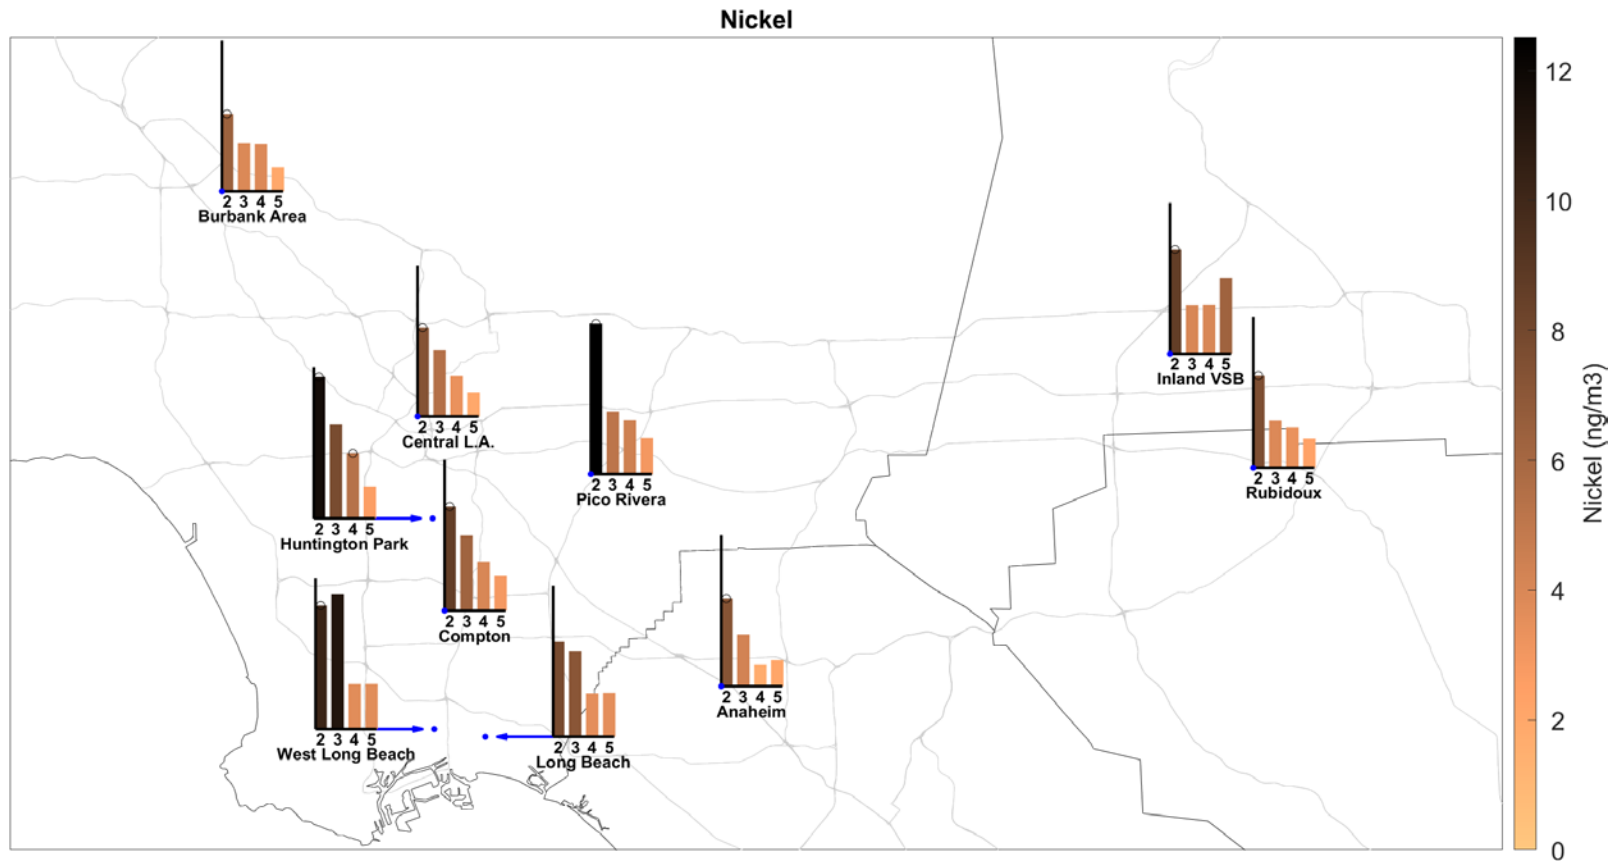 Nickel
12
10
8
6
4
2
0
Nickel (ng/m3)
2 3 4 5
Burbank Area
2 3 4 5
Central L.A.
2 3 4 5
Inland VSB
2 3 4 5
Pico Rivera
2 3 4 5
Rubidoux
2 3 4 5
Huntington Park
2 3 4 5
Compton
2 3 4 5
Anaheim
2 3 4 5
West Long Beach
2 3 4 5
Long Beach